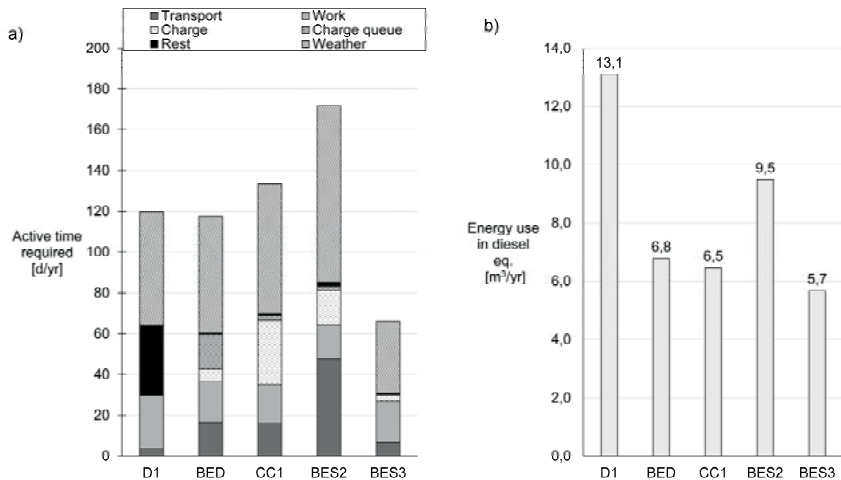 a)
Transport
Work
Charge
Charge queue
Rest
Weather
200
180
160
140
120
100
80
60
40
20
0
Active time
required
[d/yr]
D1 BED CC1 BES2 BES3
b)
14,0
12,0
10,0
8,0
6,0
4,0
2,0
0,0
Energy use
in diesel
eq.
[m³/yr]
13,1
6,8
6,5
9,5
5,7
D1 BED CC1 BES2 BES3